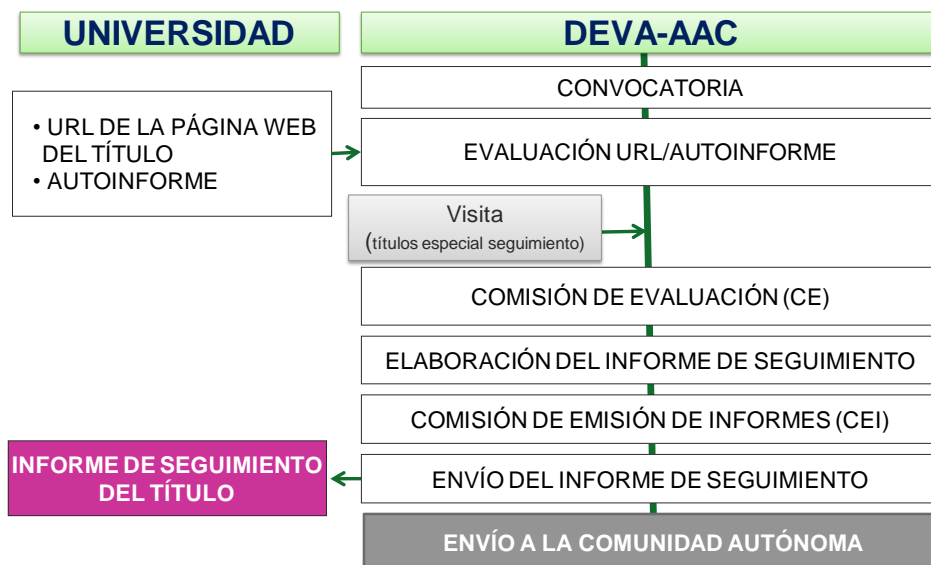 UNIVERSIDAD
DEVA-AAC
CONVOCATORIA
• URL DE LA PÁGINA WEB
DEL TÍTULO
• AUTOINFORME
EVALUACIÓN URL/AUTOINFORME
Visita
(títulos especial seguimiento)
COMISIÓN DE EVALUACIÓN (CE)
ELABORACIÓN DEL INFORME DE SEGUIMIENTO
COMISIÓN DE EMISIÓN DE INFORMES (CEI)
INFORME DE SEGUIMIENTO
DEL TÍTULO
ENVÍO DEL INFORME DE SEGUIMIENTO
ENVÍO A LA COMUNIDAD AUTÓNOMA